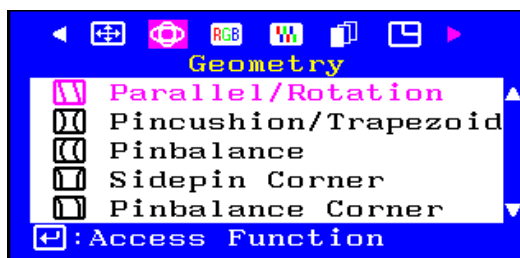 RGB
Geometry
Parallel/Rotation
Pincushion/Trapezoid
Pinbalance
Sidepin Corner
Pinbalance Corner
:Access Function